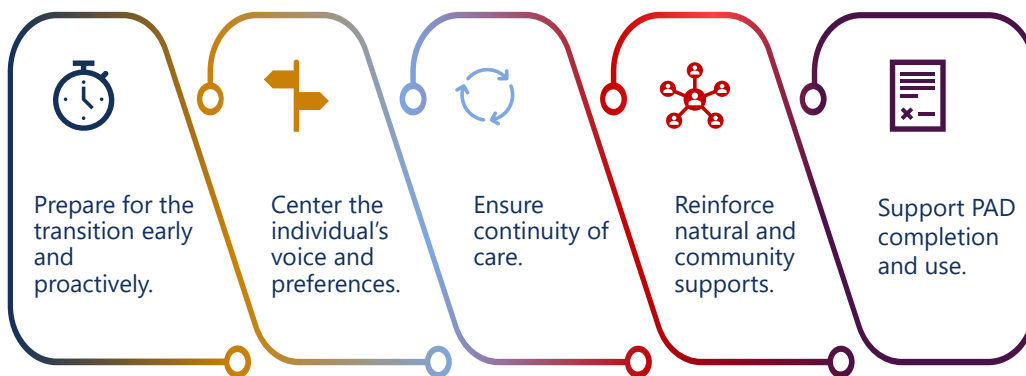 Prepare for the
transition early
and
proactively.
Center the
individual's
voice and
preferences.
Ensure
continuity of
care.
Reinforce
natural and
community
supports.
Support PAD
completion
and use.